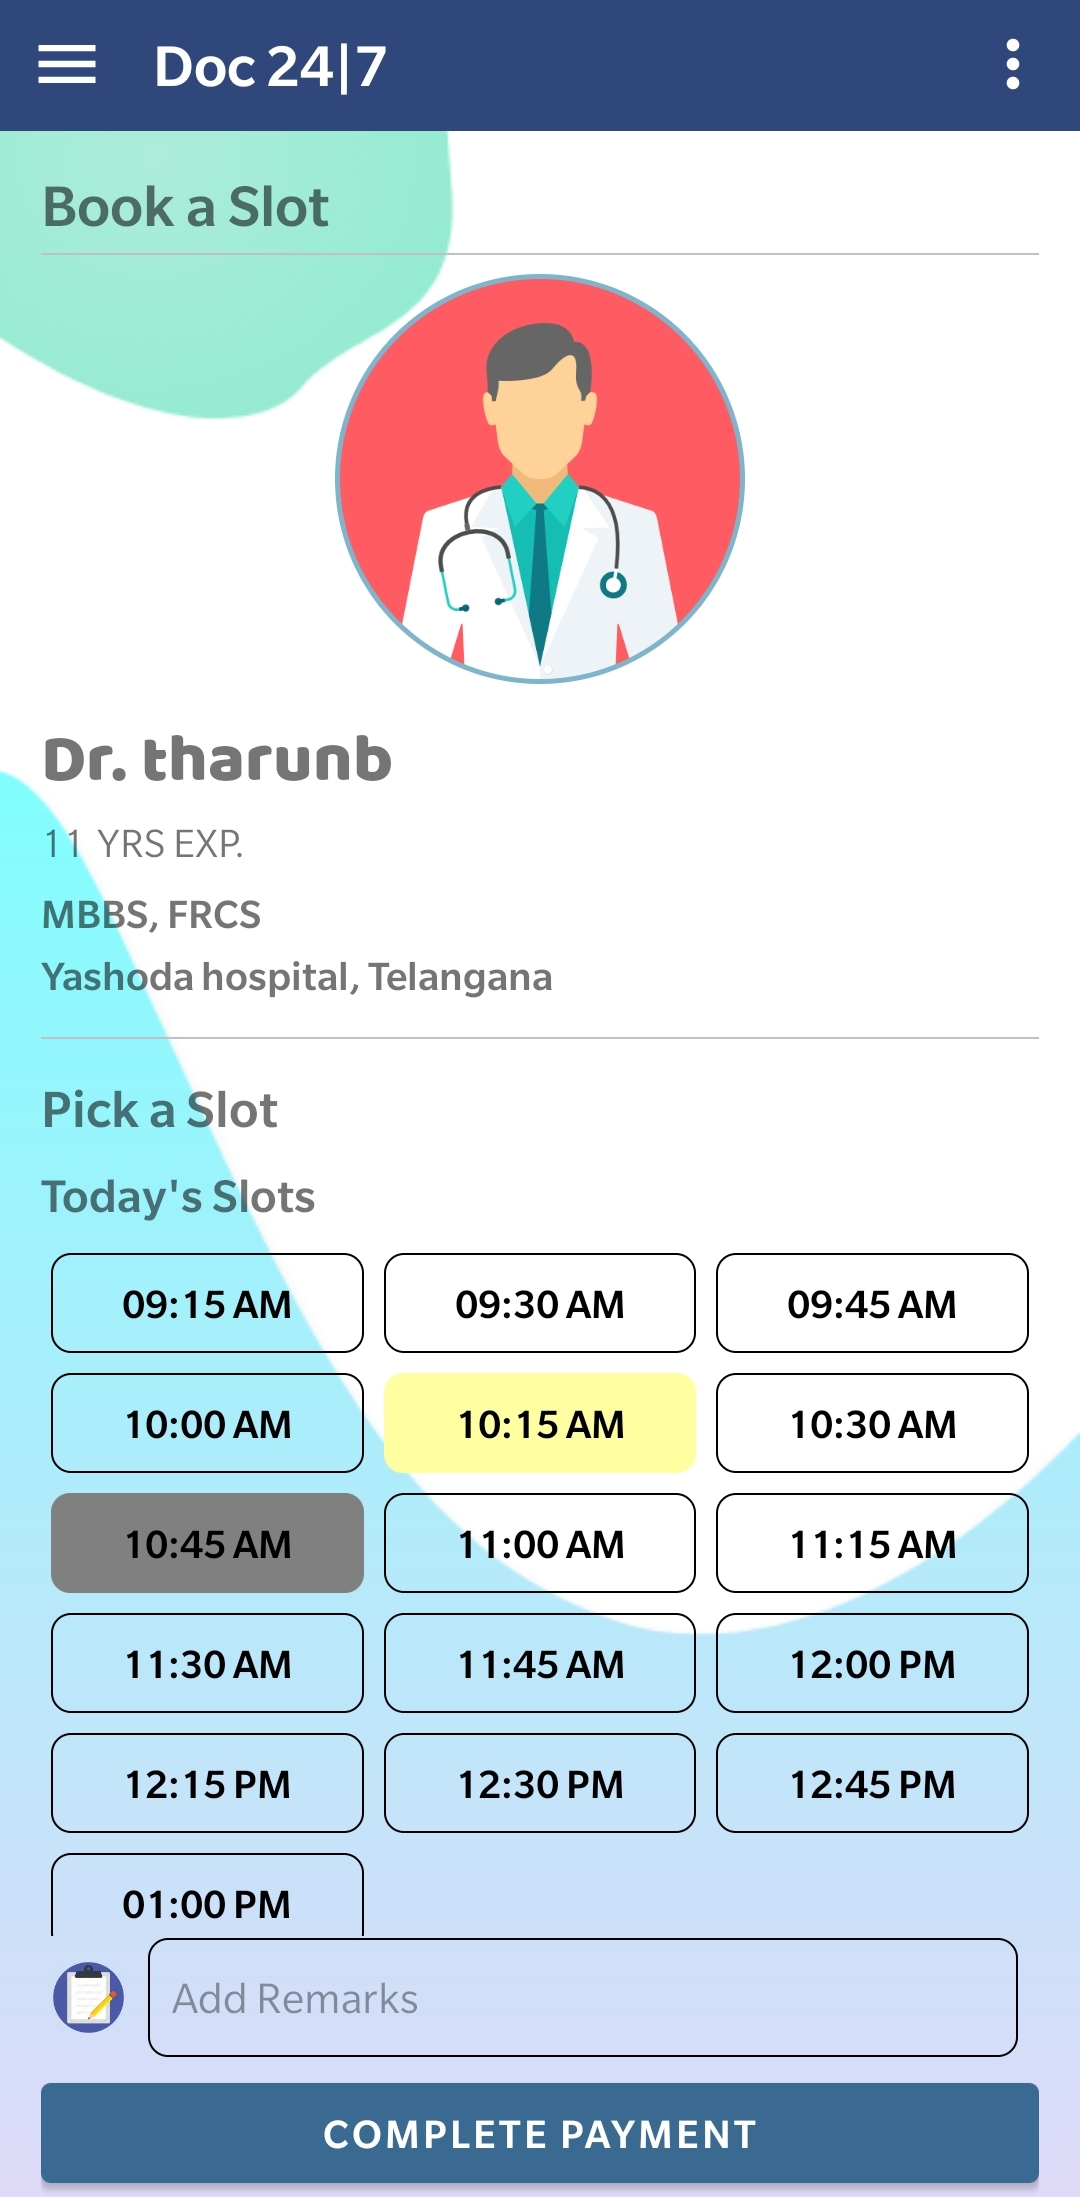 Doc 24|7
Book a Slot
Dr. tharunb
11 YRS EXP.
MBBS, FRCS
Yashoda hospital, Telangana
Pick a Slot
Today's Slots
09:15 AM 09:30 AM 09:45 AM
10:00 AM 10:15 AM 10:30 AM
10:45 AM 11:00 AM 11:15 AM
11:30 AM 11:45 AM 12:00 PM
12:15 PM 12:30 PM 12:45 PM
01:00 PM
Add Remarks
COMPLETE PAYMENT